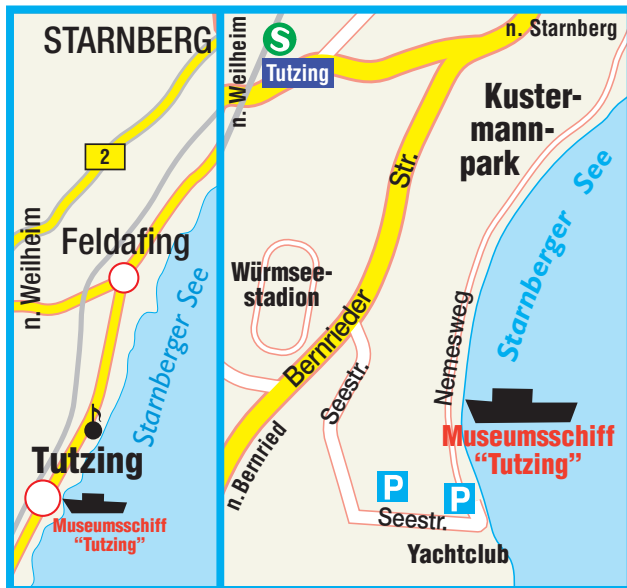 STARNBERG
2
n. Weilheim
Feldafing
Starnberger See
Tutzing
Museumsschiff
“Tutzing”
n. Weilheim
S
Tutzing
n. Starnberg
Kuster-
mann-
park
Str.
Starnberger See
Würmsee-
stadion
Bernrieder
Seestr.
Nemesweg
Museumsschiff
“Tutzing”
n. Bernried
P
P
Seestr.
Yachtclub